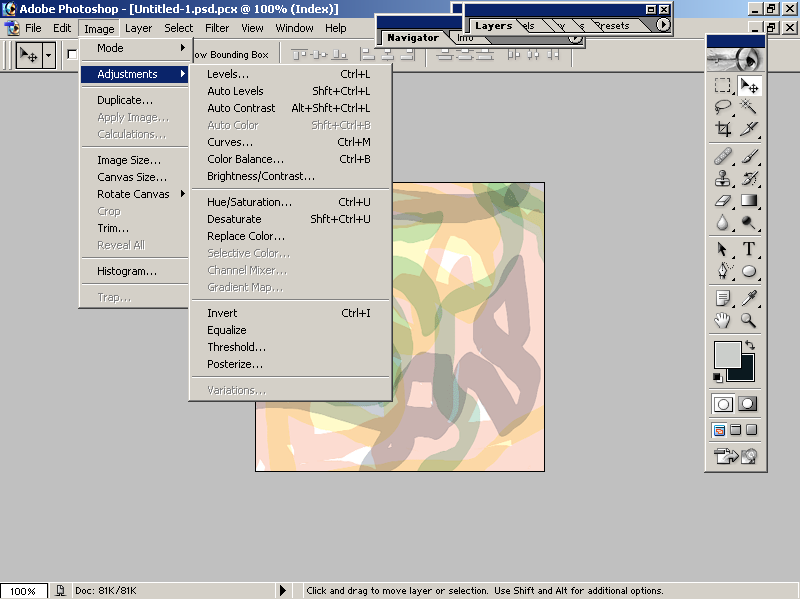 Adobe Photoshop - [Untitled-1.psd.pcx @ 100% (Index)]
File Edit Image Layer Select Filter View Window Help
Layers els Presets
Navigator Info
ow Bounding Box
Mode
Adjustments
Duplicate...
Apply Image...
Calculations...
Image Size...
Canvas Size...
Rotate Canvas
Crop
Trim...
Reveal All
Histogram...
Trap...
Levels... Ctrl+L
Auto Levels Shft+Ctrl+L
Auto Contrast Alt+Shft+Ctrl+L
Auto Color Shft+Ctrl+B
Curves... Ctrl+M
Color Balance... Ctrl+B
Brightness/Contrast...
Hue/Saturation... Ctrl+U
Desaturate Shft+Ctrl+U
Replace Color...
Selective Color...
Channel Mixer...
Gradient Map...
Invert Ctrl+I
Equalize
Threshold...
Posterize...
Variations...
T
100% Doc: 81K/81K Click and drag to move layer or selection. Use Shift and Alt for additional options.